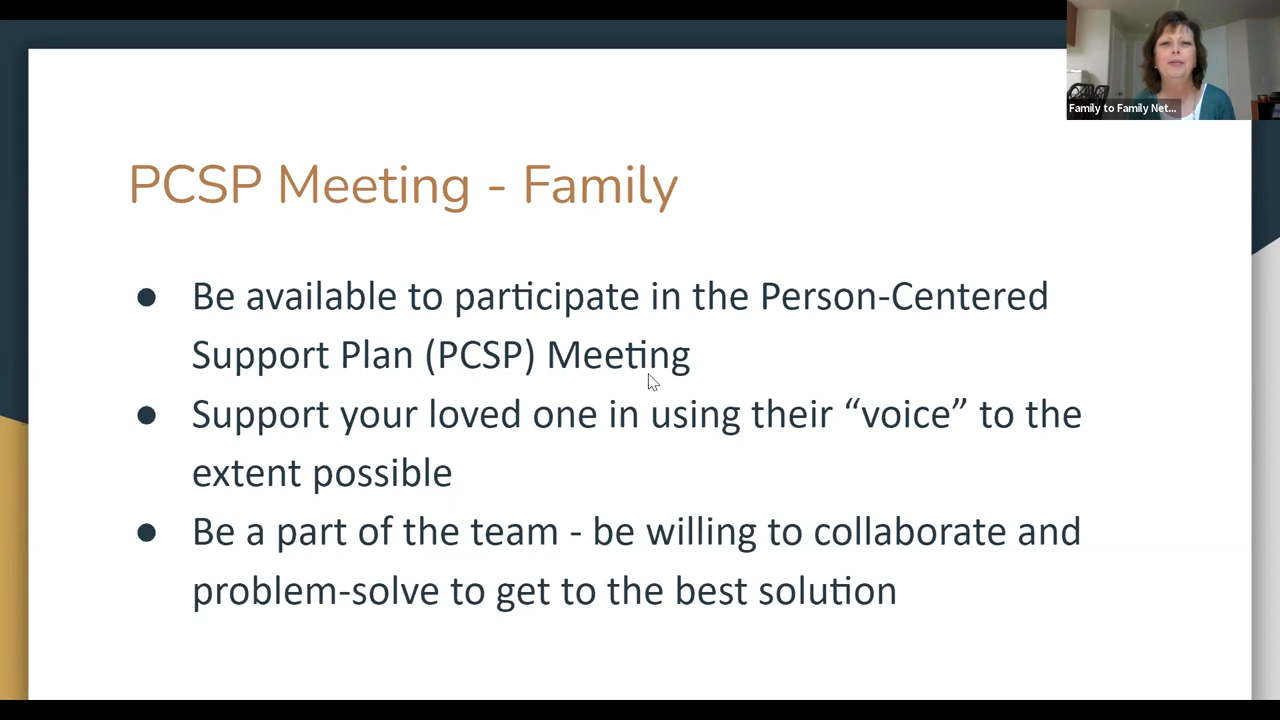 Family to Family Net...
PCSP Meeting - Family
● Be available to participate in the Person-Centered
Support Plan (PCSP) Meeting
● Support your loved one in using their “voice” to the
extent possible
● Be a part of the team - be willing to collaborate and
problem-solve to get to the best solution